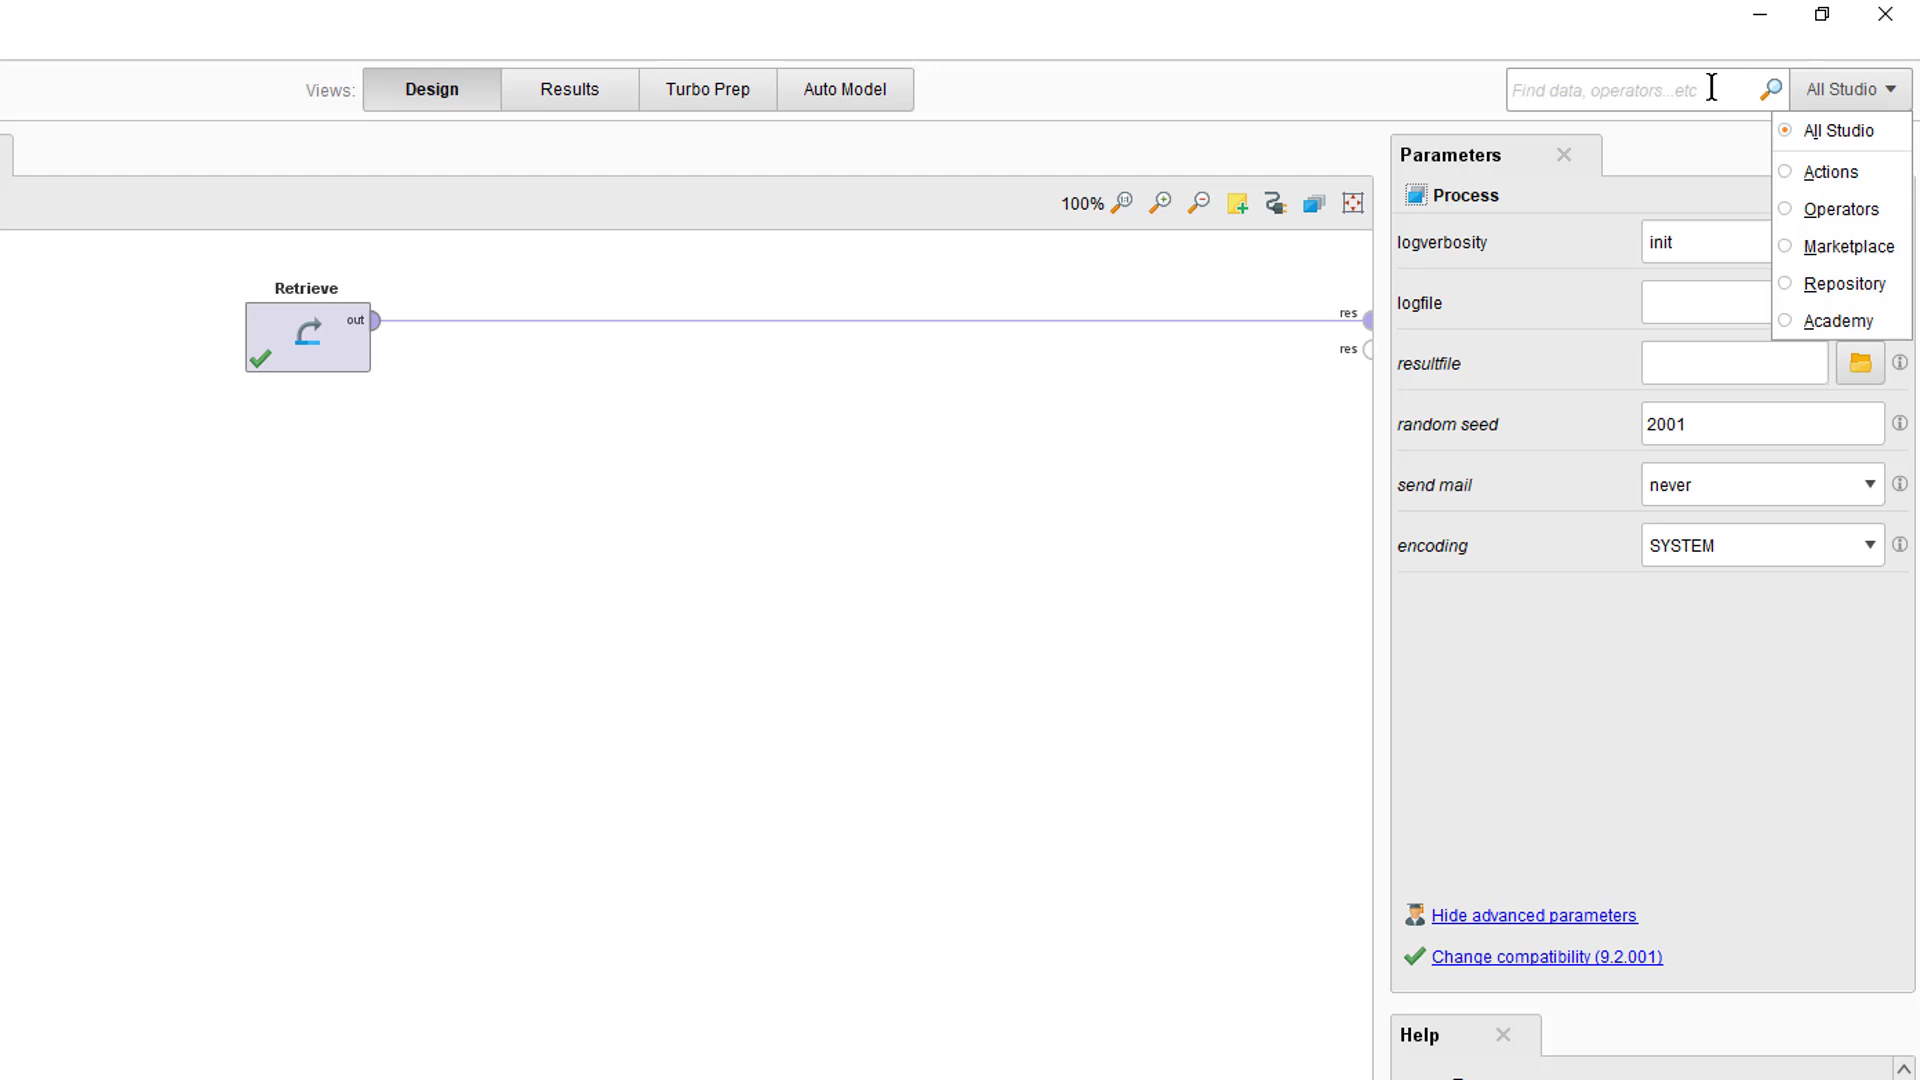 Views: Design Results Turbo Prep Auto Model Find data, operators...etc All Studio
All Studio
Actions
Operators
Marketplace
Repository
Academy
100%
Retrieve
out
res
res
Parameters
Process
logverbosity init
logfile
resultfile
random seed 2001
send mail never
encoding SYSTEM
Hide advanced parameters
Change compatibility (9.2.001)
Help